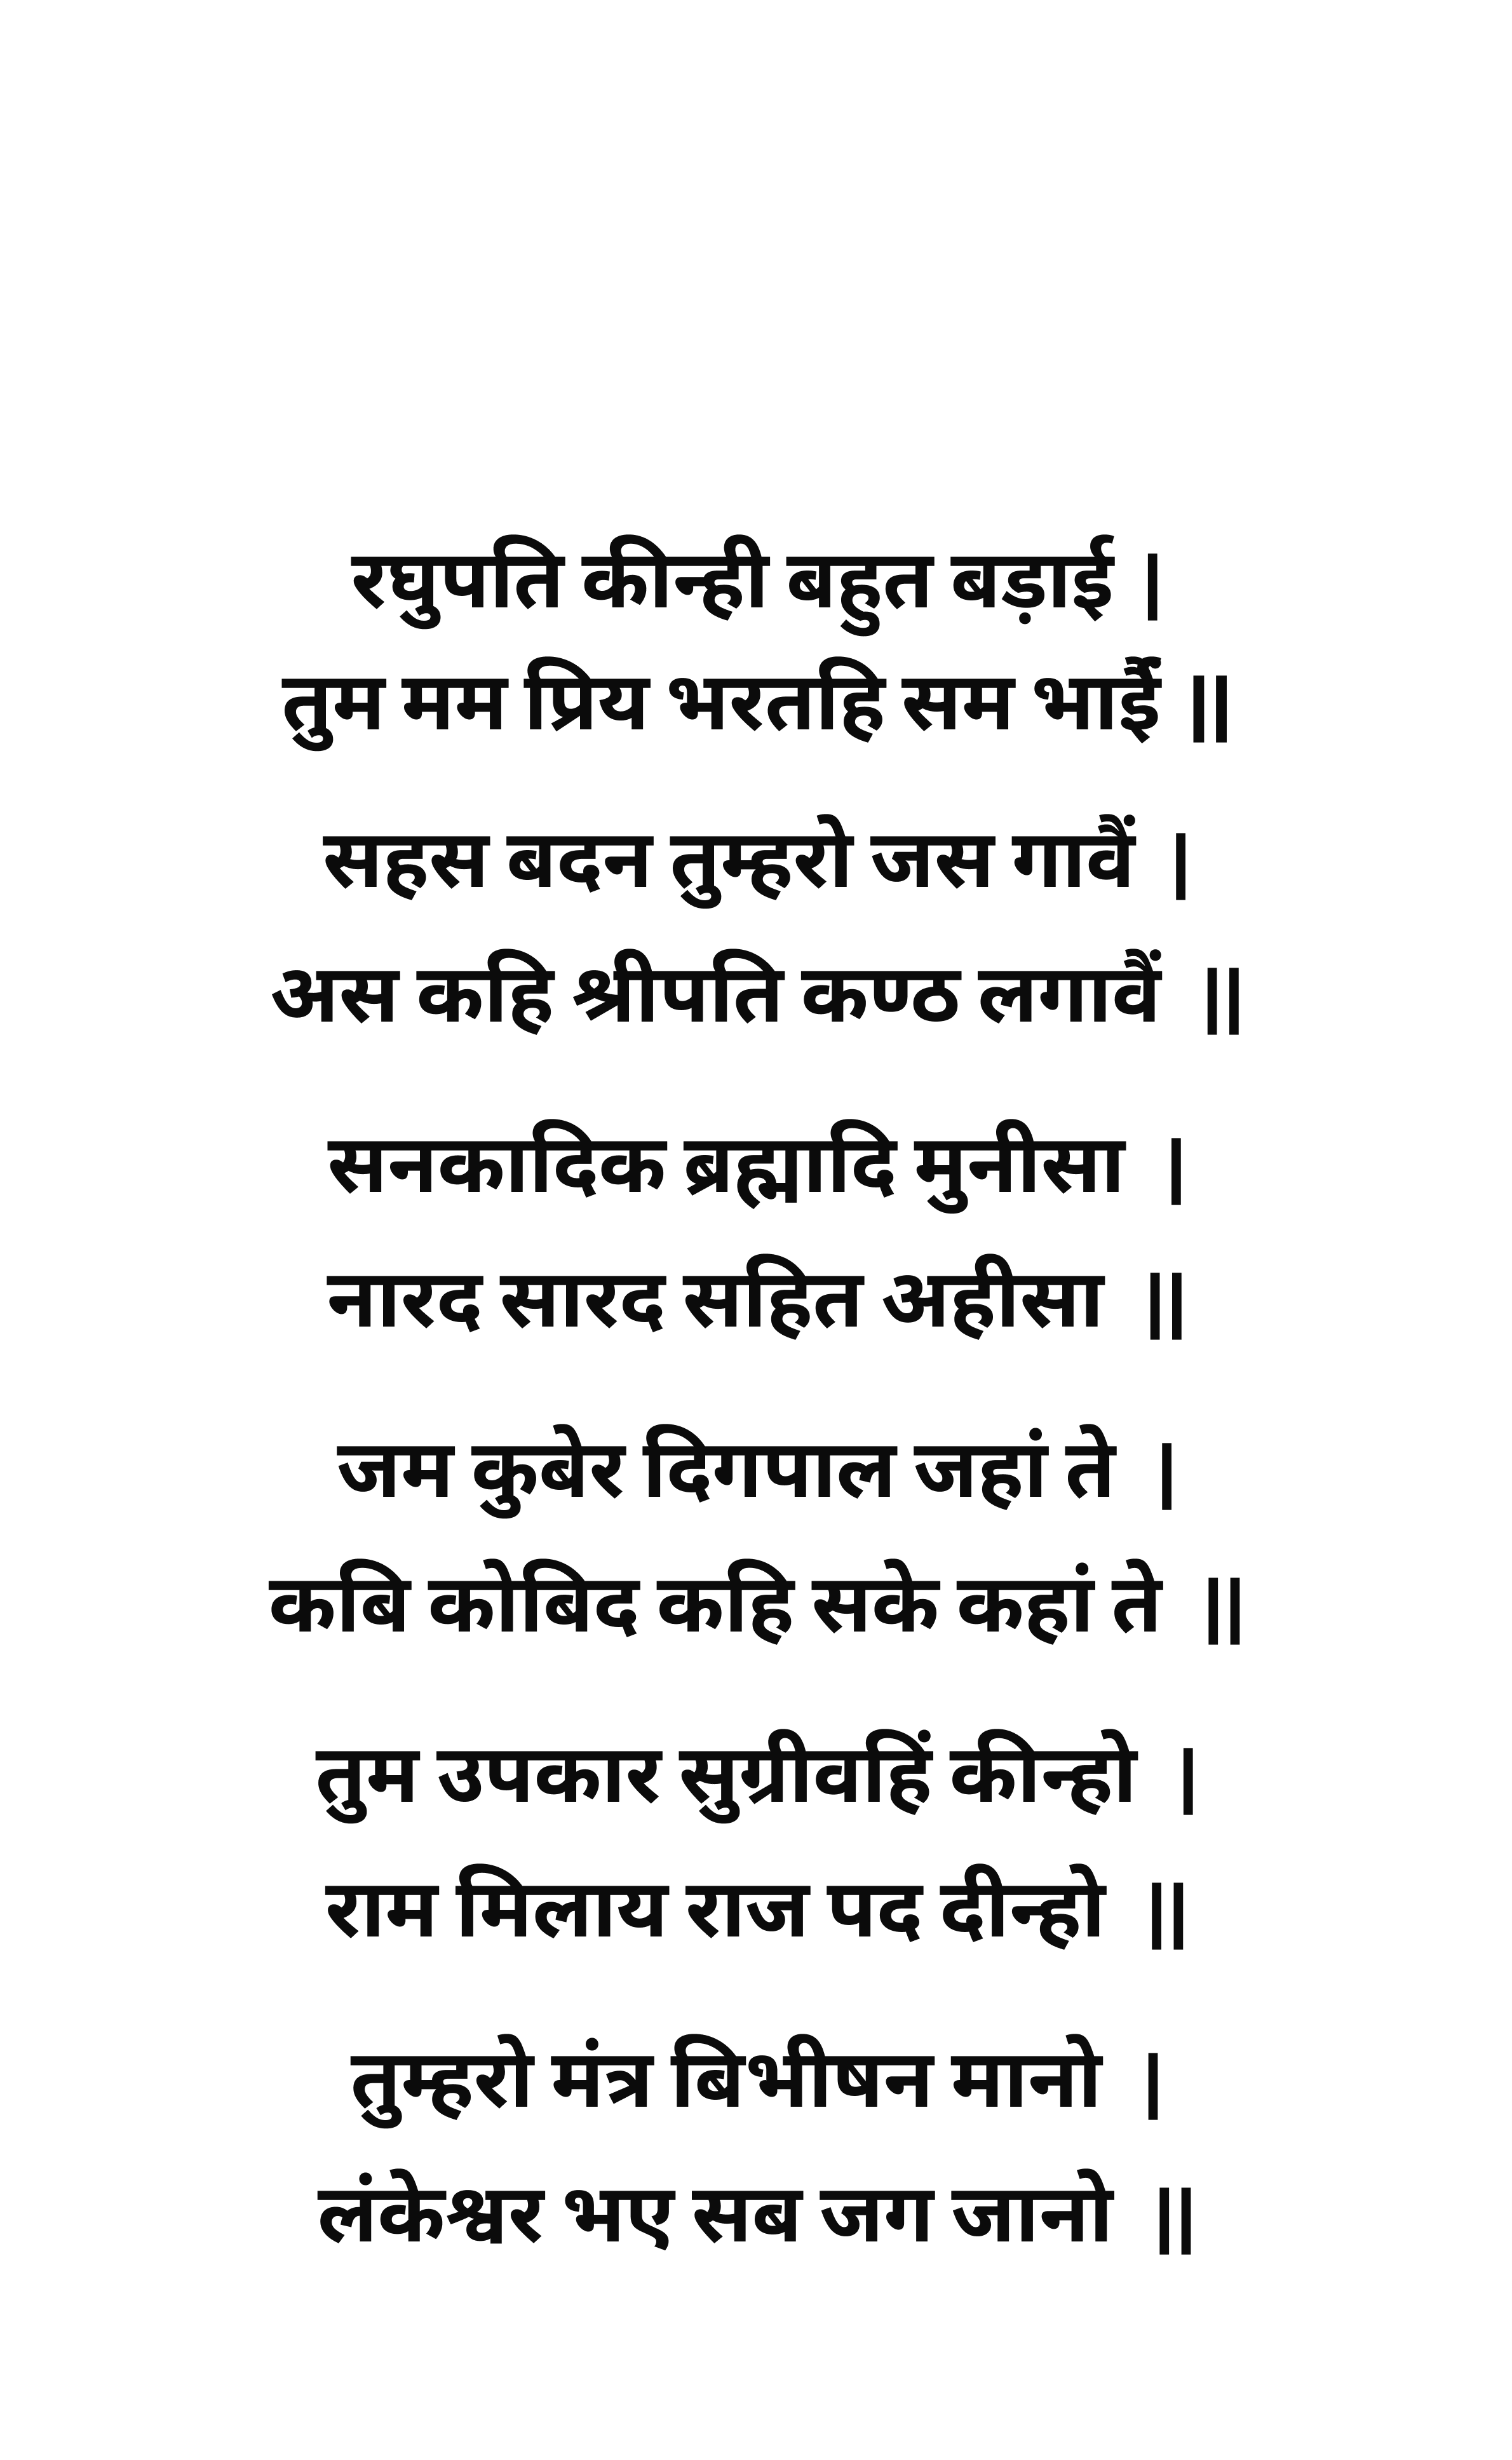 रघुपति कीन्ही बहुत बड़ाई |
तुम मम प्रिय भरतहि सम भाईैं ||
सहस बदन तुम्हरो जस गावैं |
अस कहि श्रीपति कण्ठ लगावैं ||
सनकादिक ब्रह्मादि मुनीसा |
नारद सारद सहित अहीसा ||
जम कुबेर दिगपाल जहां ते |
कबि कोबिद कहि सके कहां ते ||
तुम उपकार सुग्रीवहिं कीन्हो |
राम मिलाय राज पद दीन्हो ||
तुम्हरो मंत्र बिभीषन मानो |
लंकेश्वर भए सब जग जानो ||